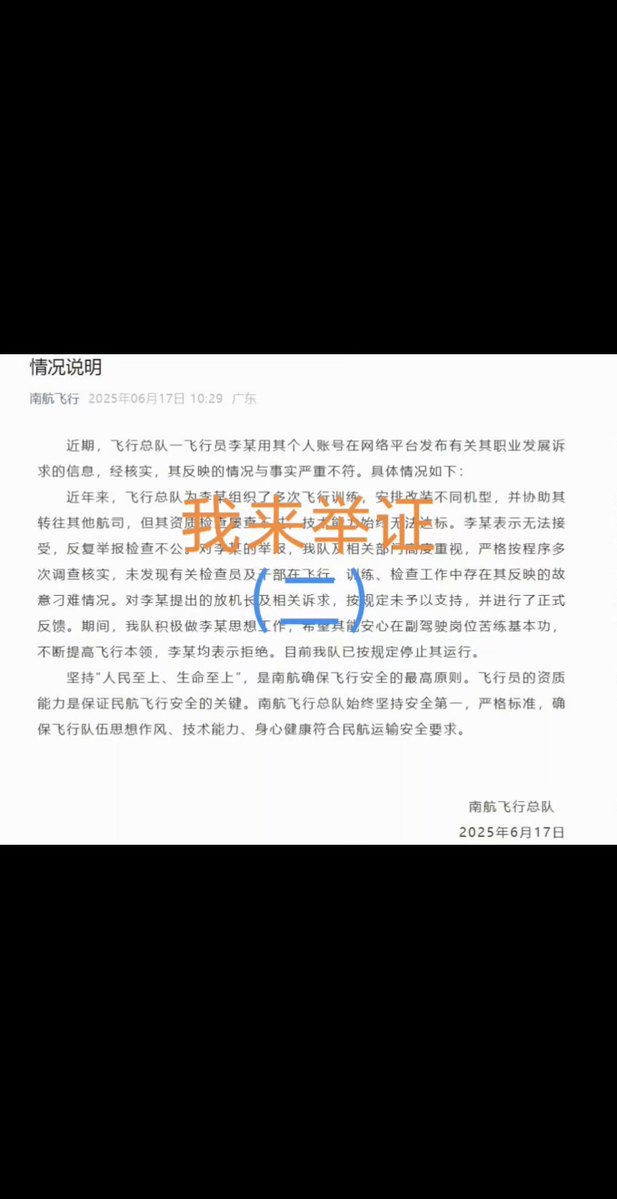 情况说明
南航飞行 2025年06月17日 10:29 广东
近期，飞行总队一飞行员李某用其个人账号在网络平台发布有关其职业发展诉
求的信息，经核实，其反映的情况与事实严重不符。具体情况如下：
近年来，飞行总队为李某组织了多次飞行训练，安排改装不同机型，并协助其
转往其他航司，但其资质检查屡查不过，技术能力始终无法达标。李某表示无法接
受，反复举报检查不公。对李某的举报，我队及相关部门高度重视，严格按程序多
次调查核实，未发现有关检查员及干部在飞行、训练、检查工作中存在其反映的故
意刁难情况。对李某提出的放机长及相关诉求，按规定未予以支持，并进行了正式
反馈。期间，我队积极做李某思想工作，希望其能安心在副驾驶岗位苦练基本功，
不断提高飞行本领，李某均表示拒绝。目前我队已按规定停止其运行。
坚持“人民至上、生命至上”，是南航确保飞行安全的最高原则。飞行员的资质
能力是保证民航飞行安全的关键。南航飞行总队始终坚持安全第一，严格标准，确
保飞行队伍思想作风、技术能力、身心健康符合民航运输安全要求。
南航飞行总队
2025年6月17日
我来举证
(二)